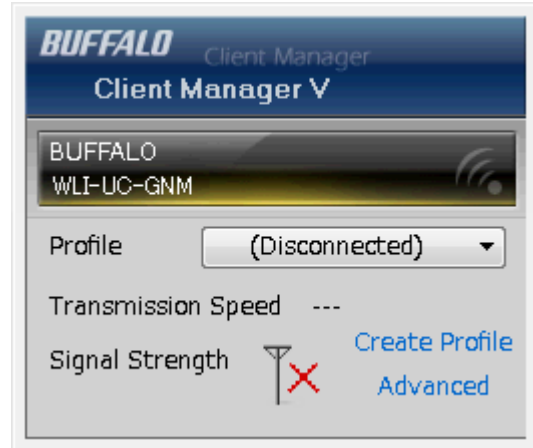 BUFFALO Client Manager
Client Manager V
BUFFALO
WLI-UC-GNM
Profile (Disconnected)
Transmission Speed ---
Signal Strength
Create Profile
Advanced